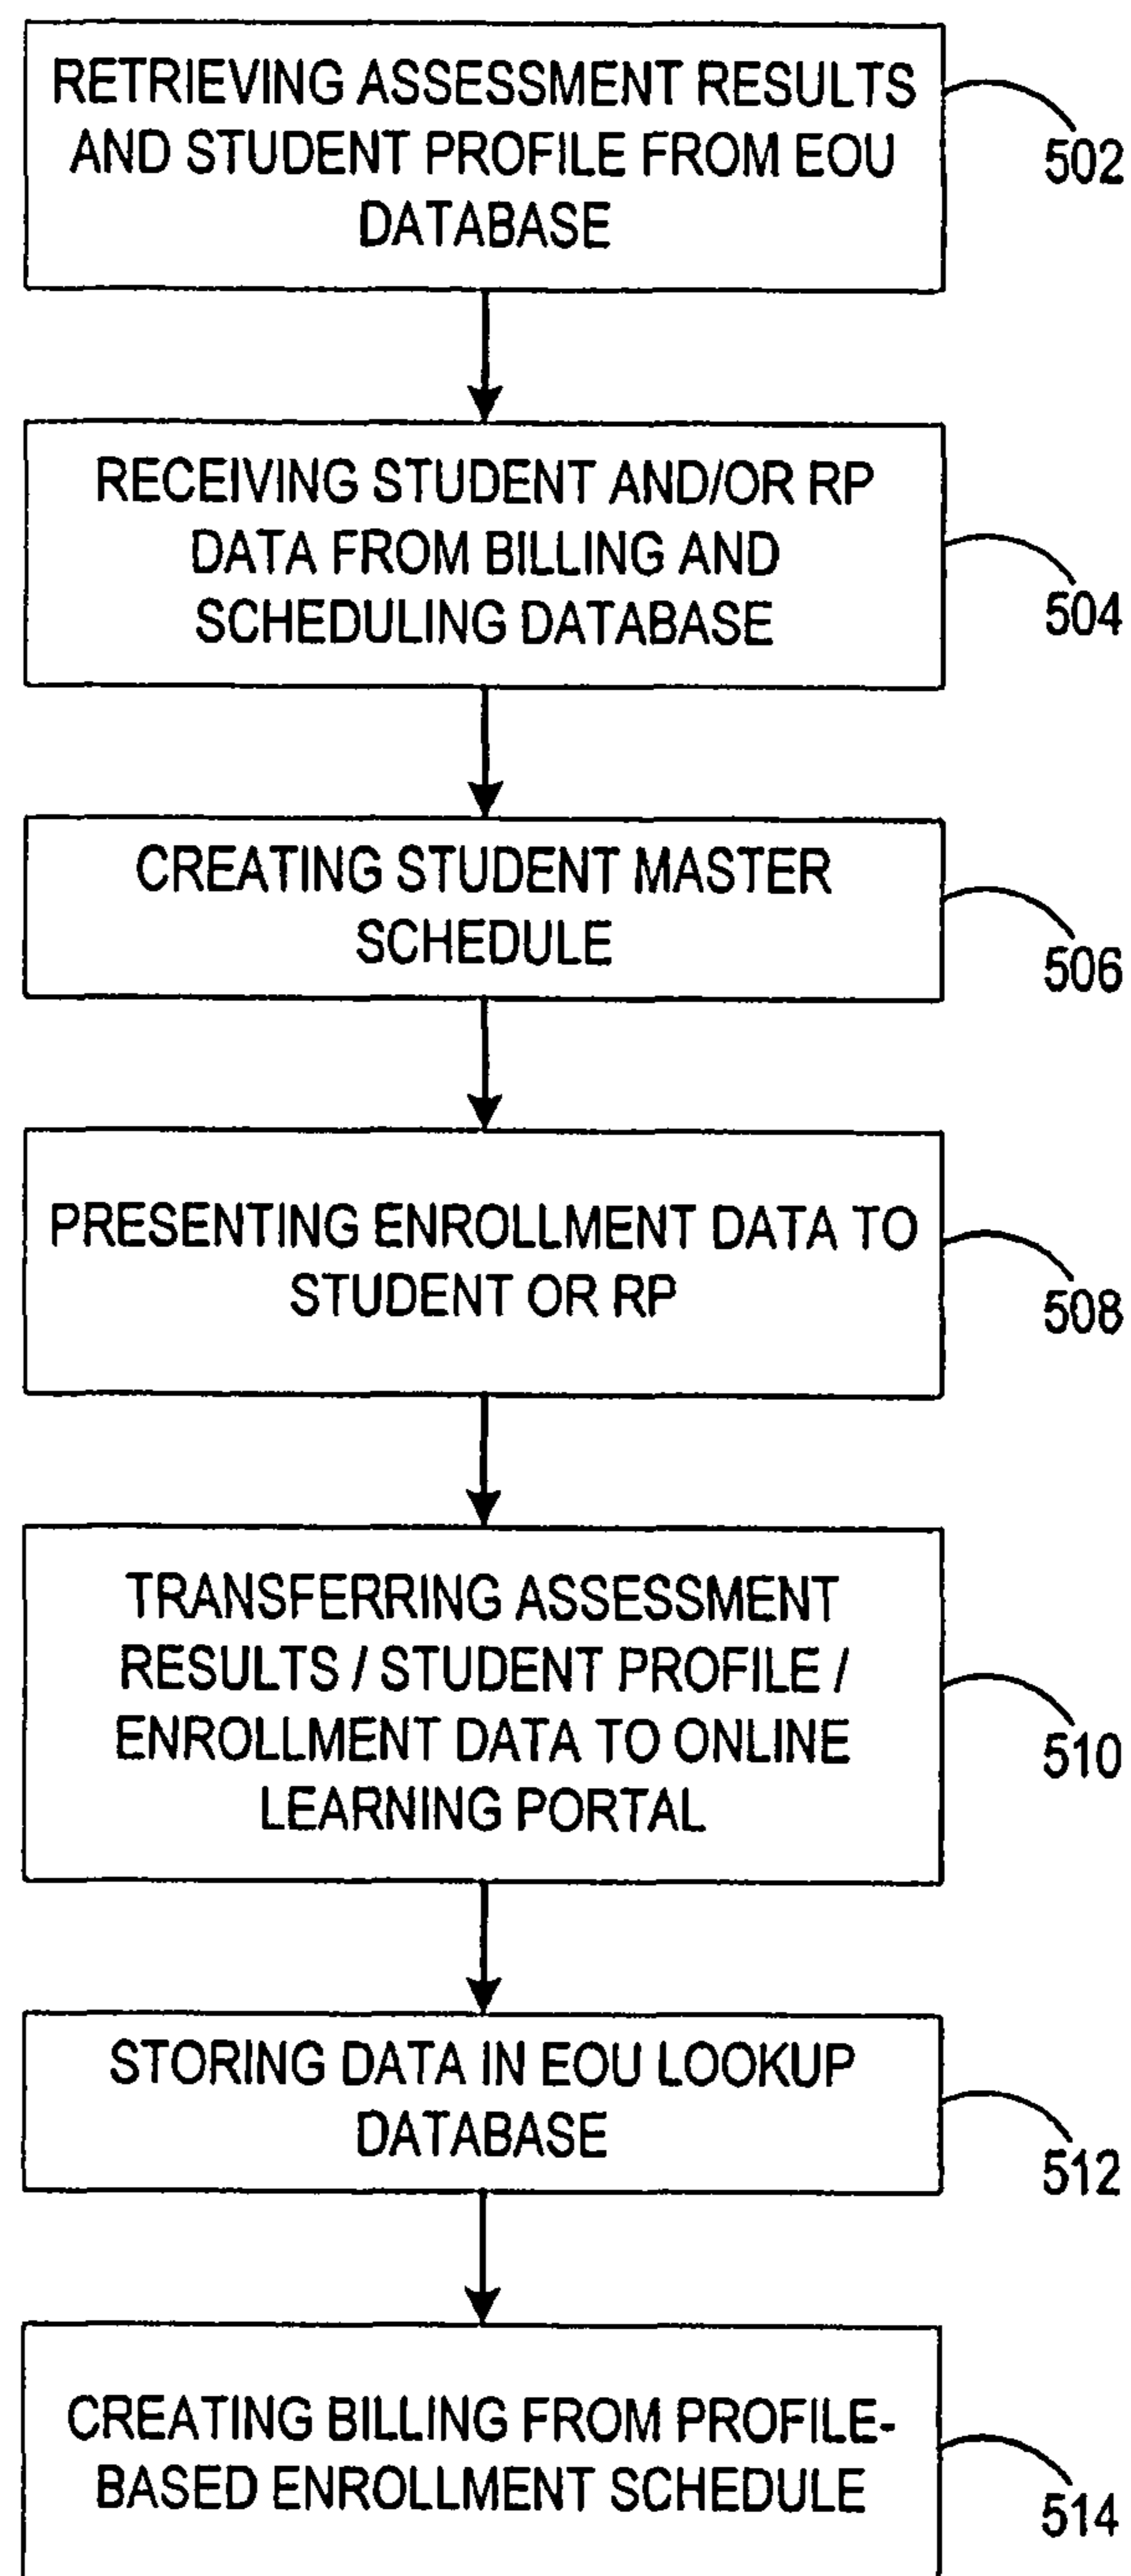 RETRIEVING ASSESSMENT RESULTS
AND STUDENT PROFILE FROM EOU
DATABASE
502
RECEIVING STUDENT AND/OR RP
DATA FROM BILLING AND
SCHEDULING DATABASE
504
CREATING STUDENT MASTER
SCHEDULE
506
PRESENTING ENROLLMENT DATA TO
STUDENT OR RP
508
TRANSFERRING ASSESSMENT
RESULTS / STUDENT PROFILE /
ENROLLMENT DATA TO ONLINE
LEARNING PORTAL
510
STORING DATA IN EOU LOOKUP
DATABASE
512
CREATING BILLING FROM PROFILE-
BASED ENROLLMENT SCHEDULE
514